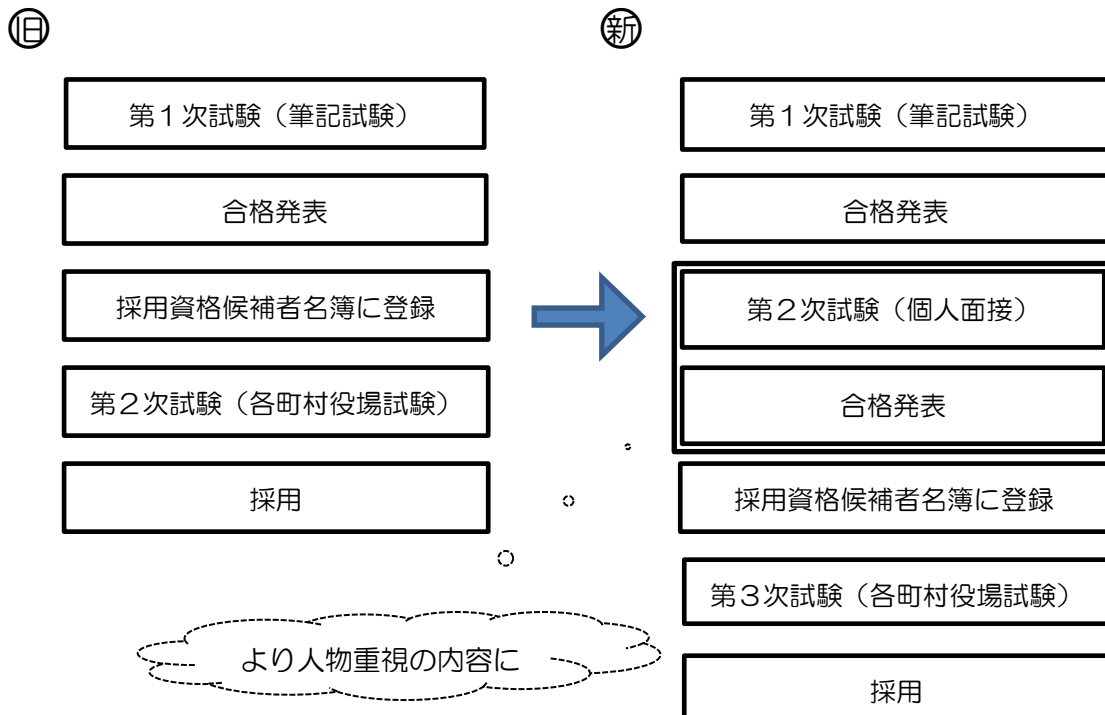 旧
第１次試験（筆記試験）
合格発表
採用資格候補者名簿に登録
第２次試験（各町村役場試験）
採用
より人物重視の内容に
新
第１次試験（筆記試験）
合格発表
第２次試験（個人面接）
合格発表
採用資格候補者名簿に登録
第３次試験（各町村役場試験）
採用